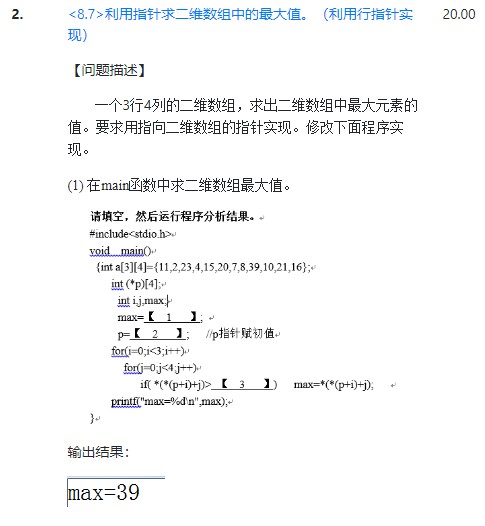 2. <8.7>利用指针求二维数组中的最大值。（利用行指针实 20.00
现）
【问题描述】
一个3行4列的二维数组，求出二维数组中最大元素的
值。要求用指向二维数组的指针实现。修改下面程序实
现。
(1) 在main函数中求二维数组最大值。
请填空，然后运行程序分析结果。
#include<stdio.h>
void main()
{int a[3][4]={11,2,23,4,15,20,7,8,39,10,21,16};
int (*p)[4];
int i,j,max;
max=【 1 】;
p=【 2 】; //p指针赋初值
for(i=0;i<3;i++)
for(j=0;j<4;j++)
if( *(*(p+i)+j)>【 3 】) max=*(*(p+i)+j);
printf("max=%d\n",max);
}
输出结果：
max=39